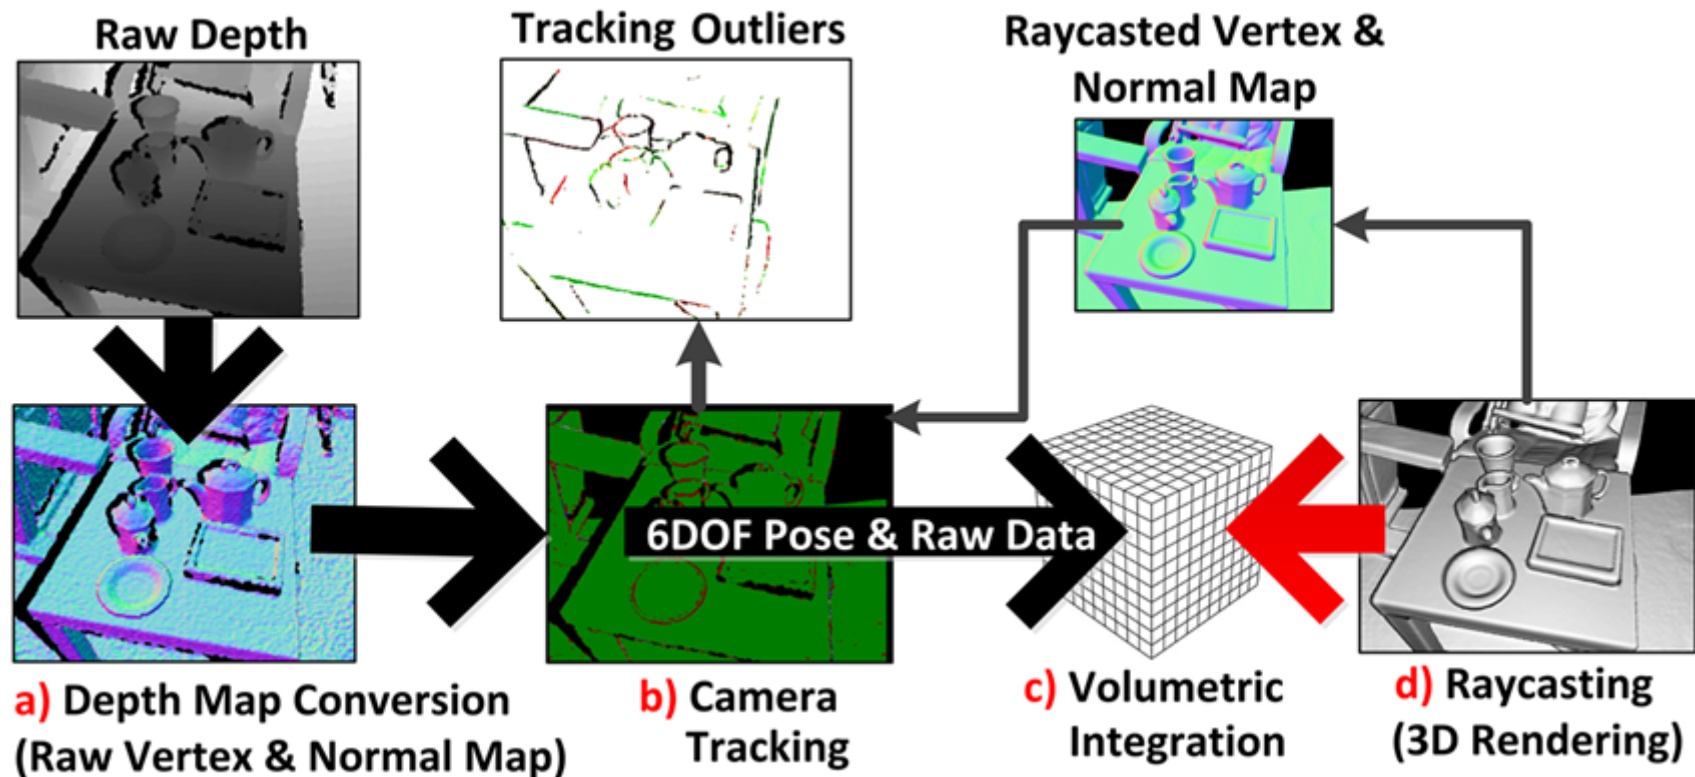 Raw Depth
Tracking Outliers
Raycasted Vertex &
Normal Map
6DOF Pose & Raw Data
a) Depth Map Conversion
(Raw Vertex & Normal Map)
b) Camera
Tracking
c) Volumetric
Integration
d) Raycasting
(3D Rendering)